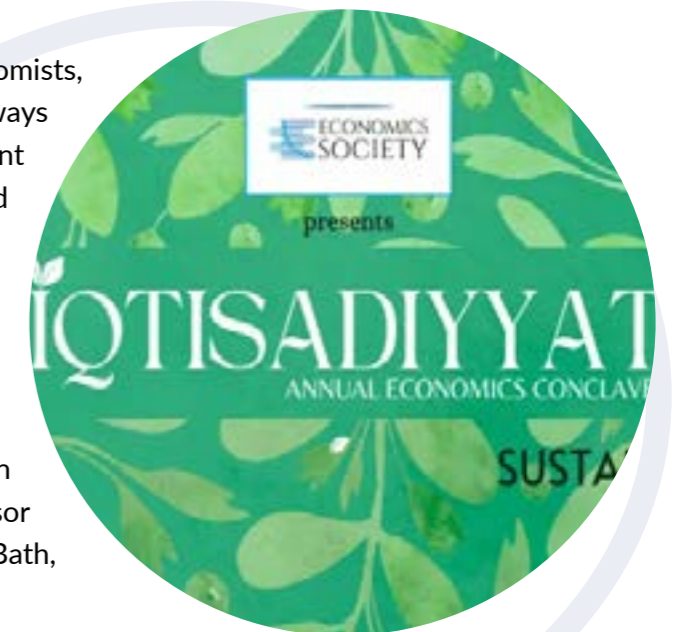 omists,
ways
nt
d
n
sor
Bath,
ECONOMICS
SOCIETY
presents
IQTISADIYYAT
ANNUAL ECONOMICS CONCLAVE
SUSTA